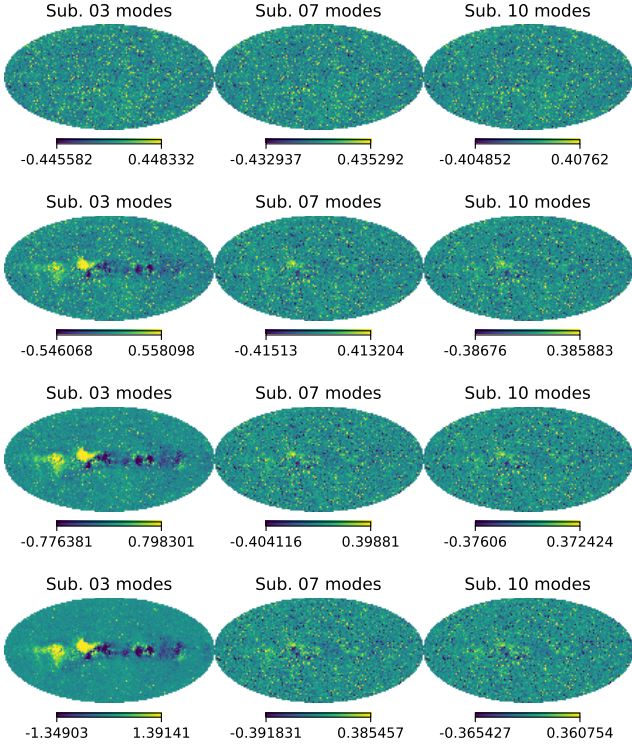 Sub. 03 modes Sub. 07 modes Sub. 10 modes
-0.445582 0.448332 -0.432937 0.435292 -0.404852 0.40762
Sub. 03 modes Sub. 07 modes Sub. 10 modes
-0.546068 0.558098 -0.41513 0.413204 -0.38676 0.385883
Sub. 03 modes Sub. 07 modes Sub. 10 modes
-0.776381 0.798301 -0.404116 0.39881 -0.37606 0.372424
Sub. 03 modes Sub. 07 modes Sub. 10 modes
-1.34903 1.39141 -0.391831 0.385457 -0.365427 0.360754